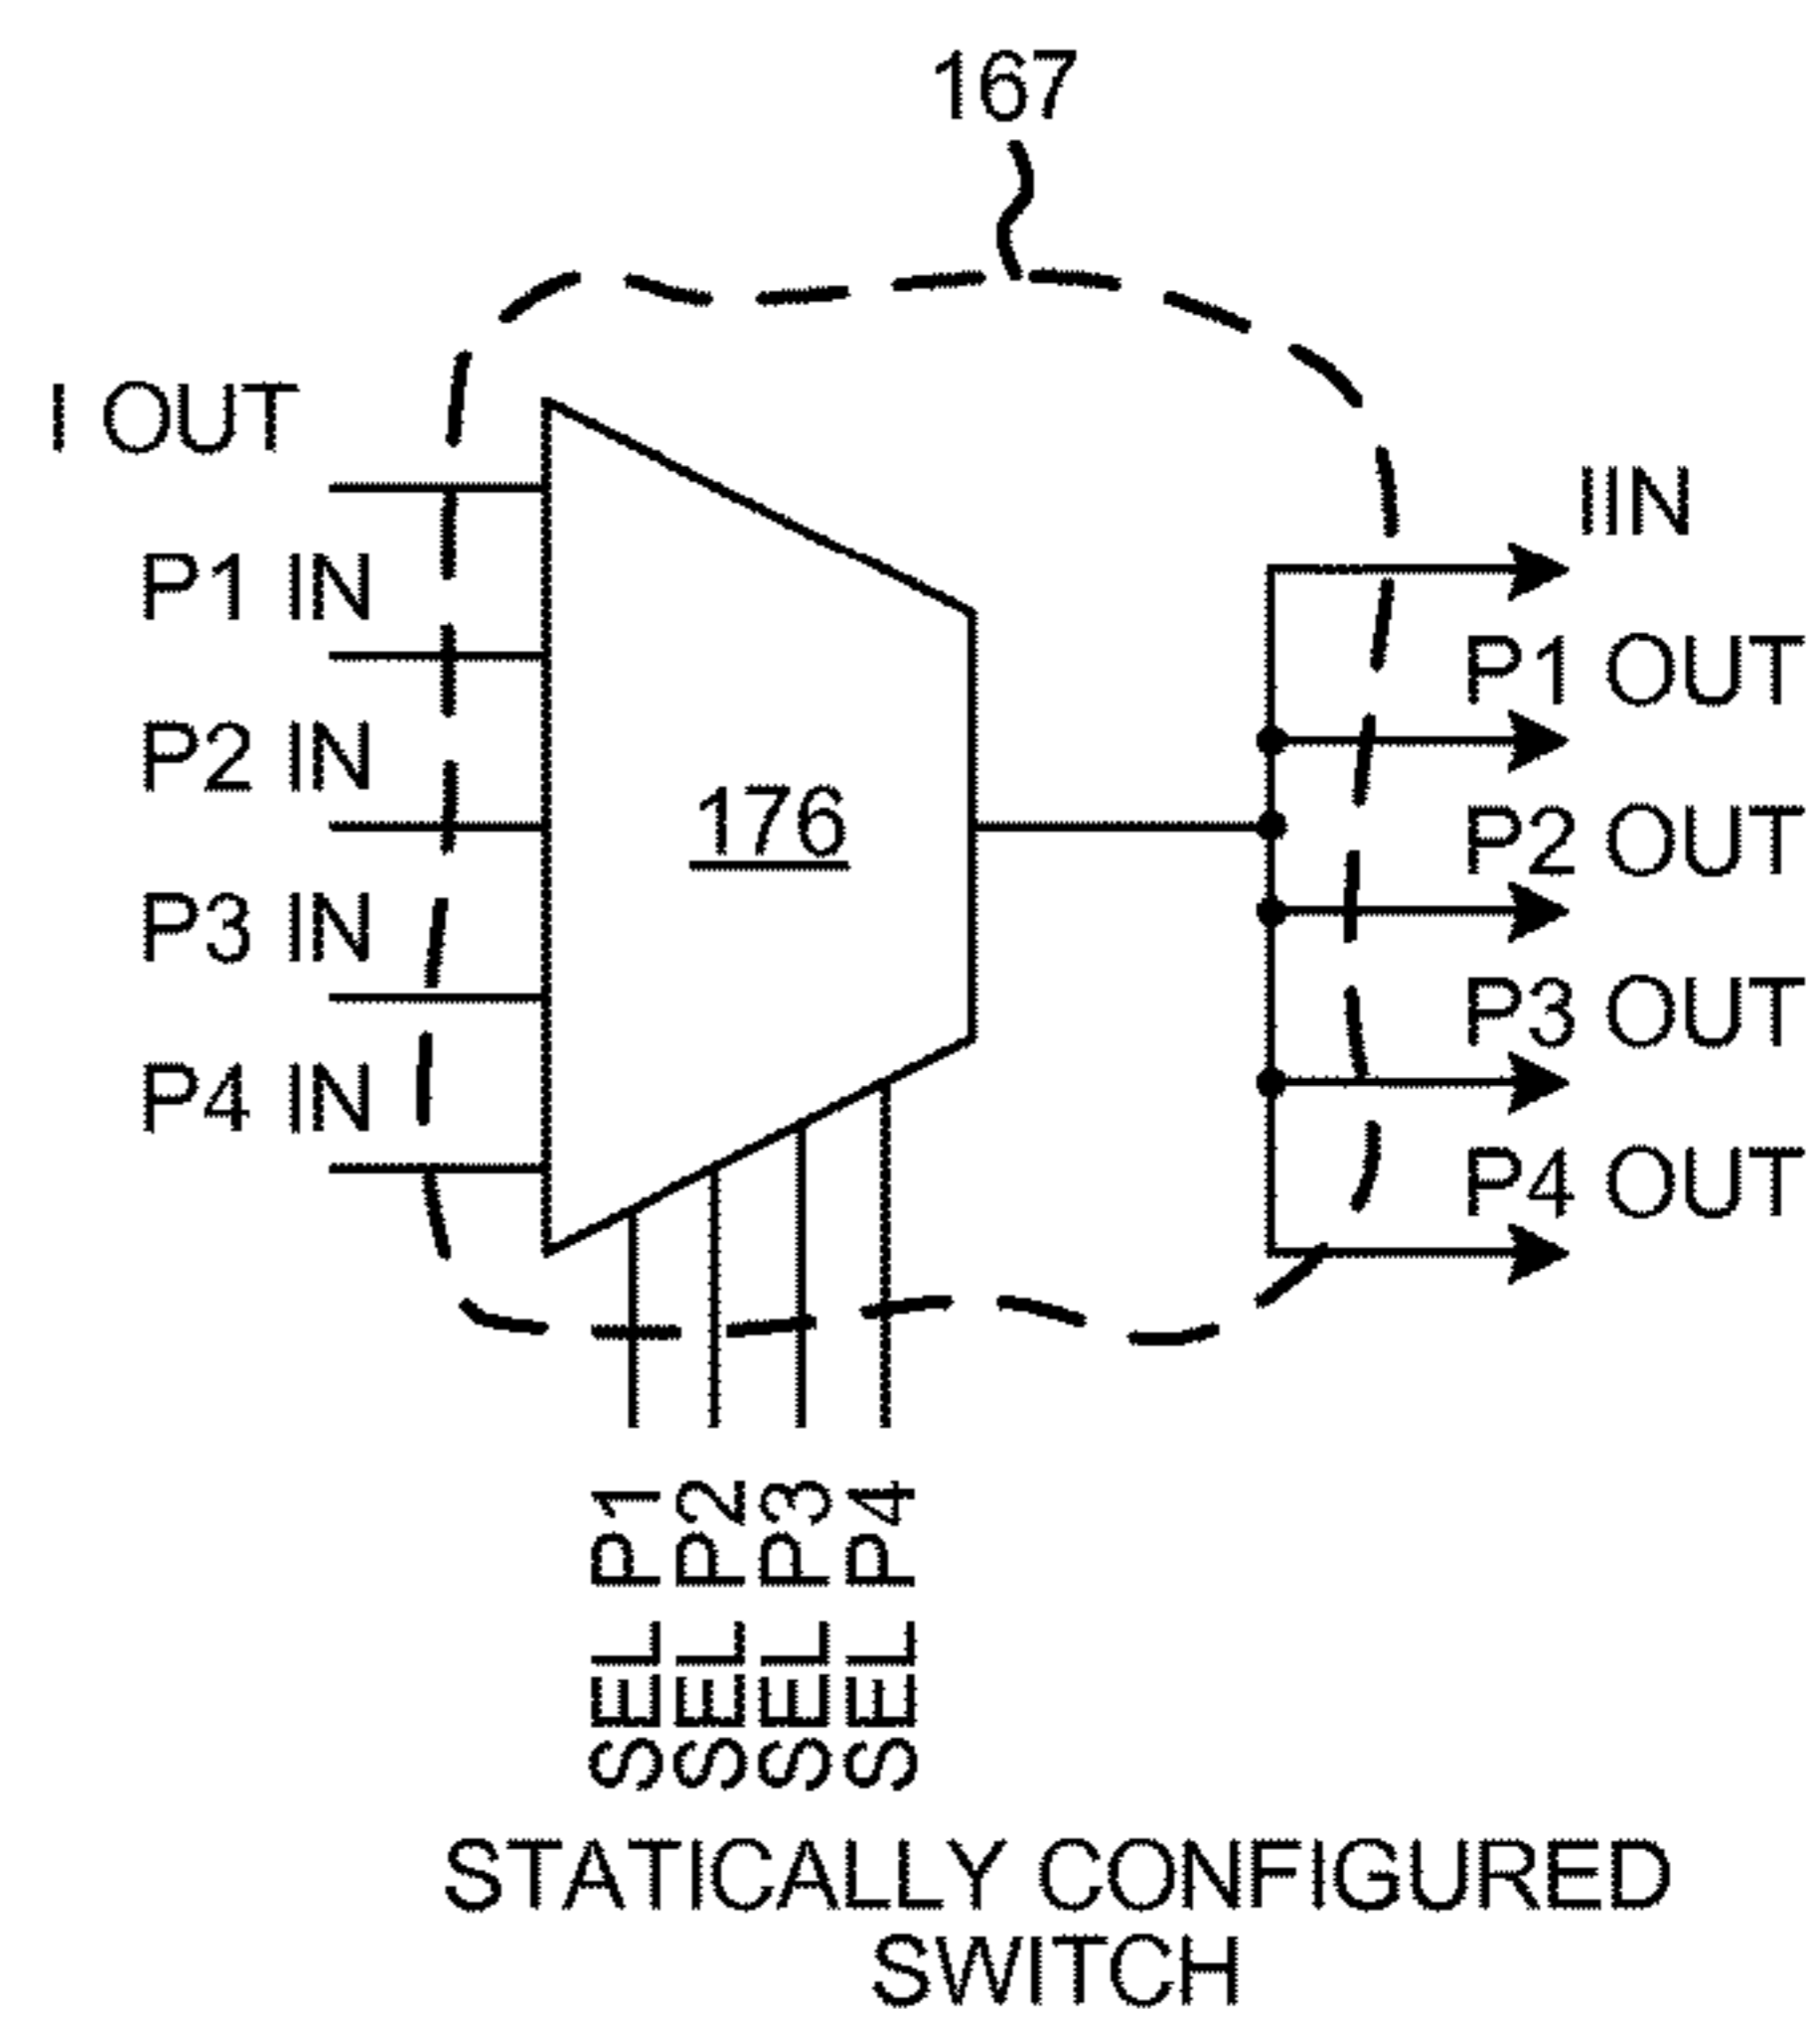 167
I OUT
P1 IN
P2 IN
P3 IN
P4 IN
176
IIN
P1 OUT
P2 OUT
P3 OUT
P4 OUT
SEL P1
SEL P2
SEL P3
SEL P4
STATICALLY CONFIGURED
SWITCH